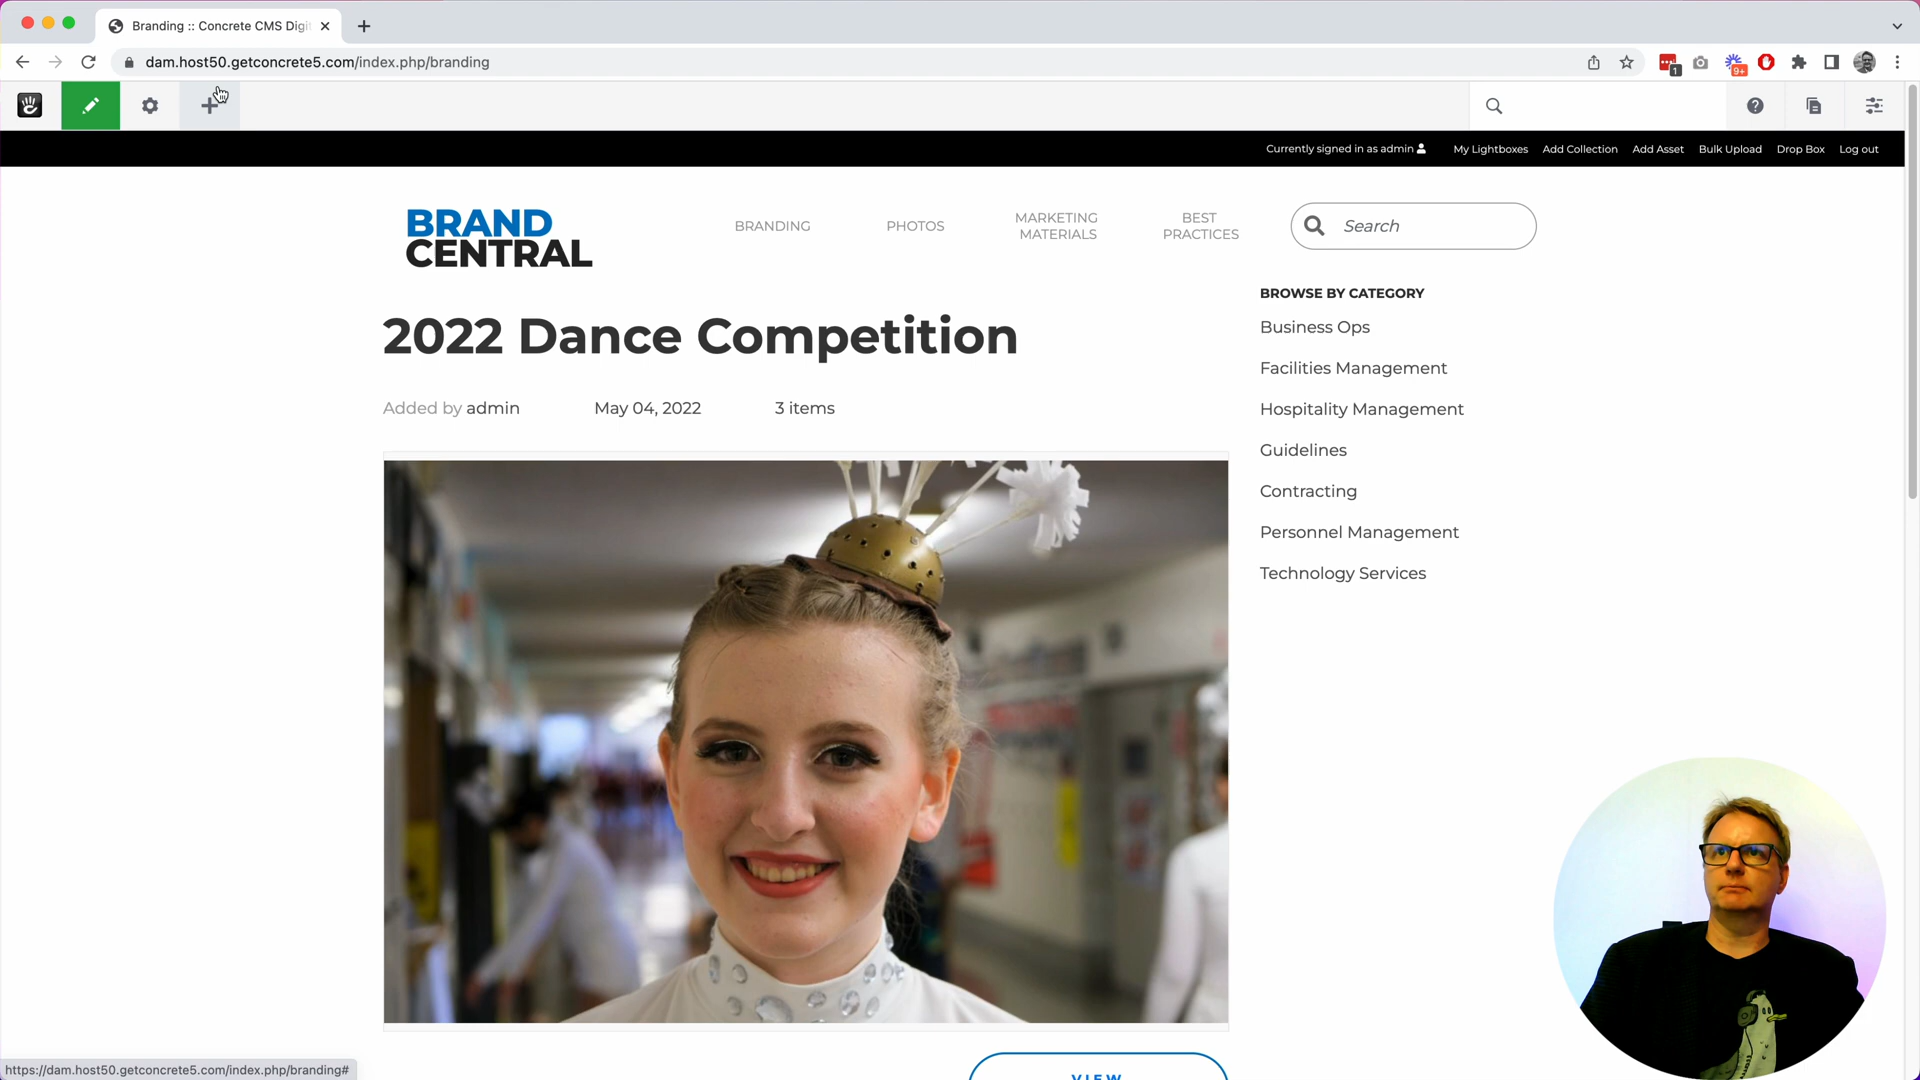 Branding :: Concrete CMS Digi
dam.host50.getconcrete5.com/index.php/branding
1
9+
Currently signed in as admin
My Lightboxes
Add Collection
Add Asset
Bulk Upload
Drop Box
Log out
BRAND
CENTRAL
BRANDING
PHOTOS
MARKETING
MATERIALS
BEST
PRACTICES
Search
2022 Dance Competition
Added by admin
May 04, 2022
3 items
BROWSE BY CATEGORY
Business Ops
Facilities Management
Hospitality Management
Guidelines
Contracting
Personnel Management
Technology Services
VIEW
https://dam.host50.getconcrete5.com/index.php/branding#